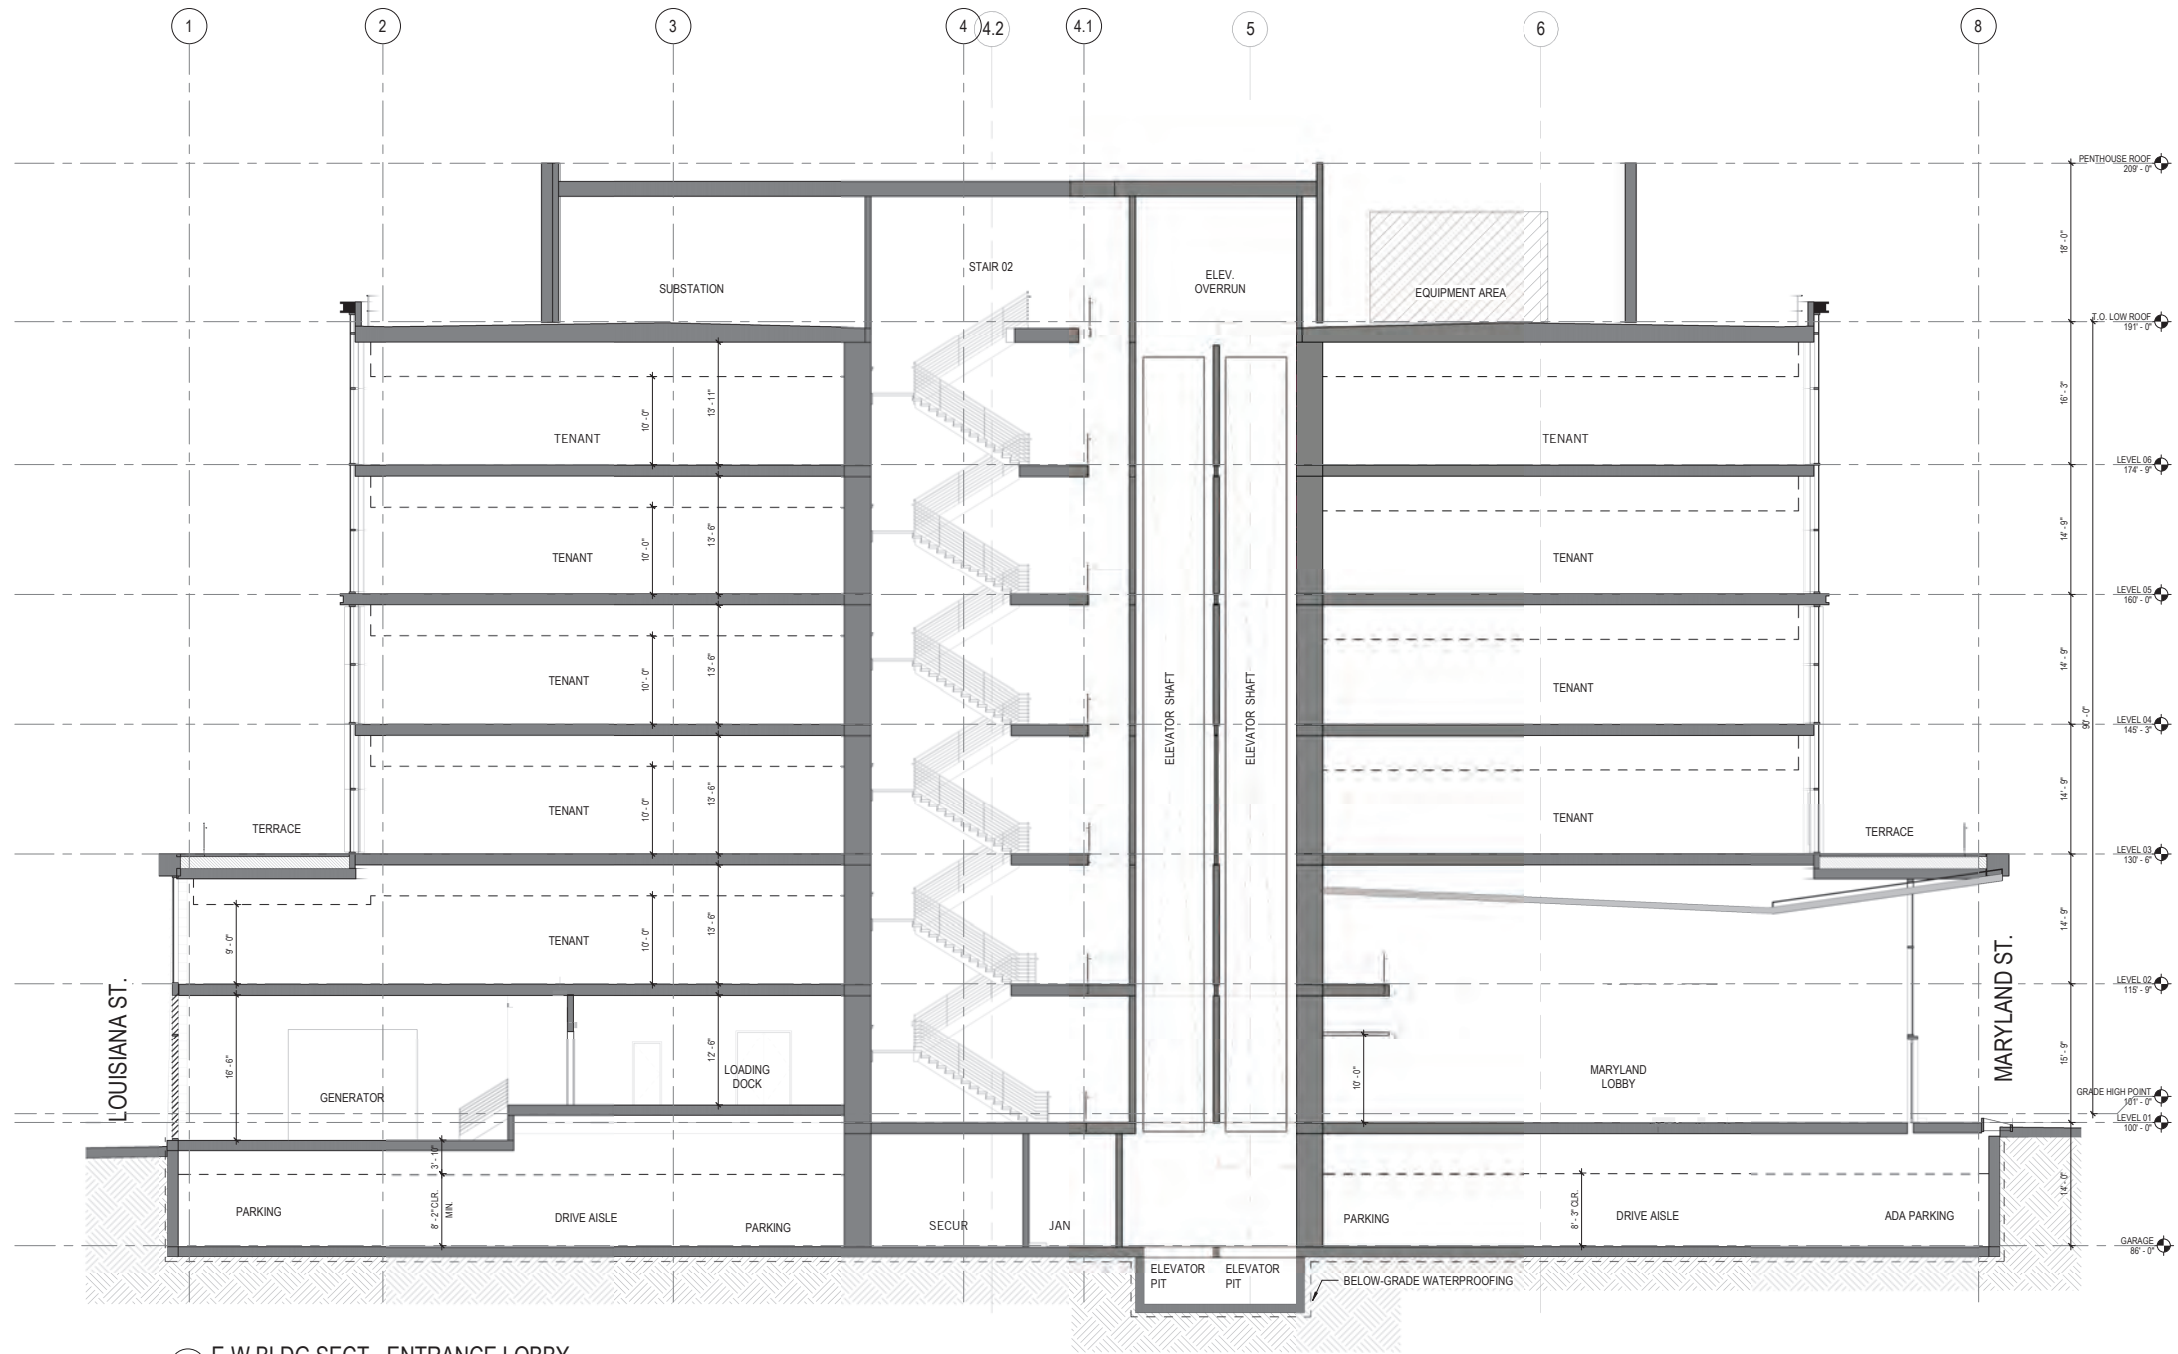 1
2
3
4
4.2
4.1
5
6
8
PENTHOUSE ROOF
209' - 0"
18' - 0"
STAIR 02
ELEV.
OVERRUN
SUBSTATION
EQUIPMENT AREA
T.O. LOW ROOF
191' - 0"
16' - 3"
13' - 11"
10' - 0"
TENANT
TENANT
LEVEL 06
174' - 9"
14' - 9"
13' - 6"
10' - 0"
TENANT
TENANT
LEVEL 05
160' - 0"
14' - 9"
13' - 6"
10' - 0"
TENANT
TENANT
ELEVATOR SHAFT
ELEVATOR SHAFT
90' - 0"
LEVEL 04
145' - 3"
14' - 9"
13' - 6"
10' - 0"
TENANT
TENANT
TERRACE
TERRACE
LEVEL 03
130' - 6"
14' - 9"
13' - 6"
10' - 0"
9' - 0"
TENANT
LEVEL 02
115' - 9"
LOUISIANA ST.
MARYLAND ST.
15' - 9"
16' - 6"
12' - 6"
10' - 0"
GENERATOR
LOADING
DOCK
MARYLAND
LOBBY
GRADE HIGH POINT
101' - 0"
LEVEL 01
100' - 0"
3' - 10"
8' - 2" CLR.
MIN.
8' - 3" CLR.
14' - 0"
PARKING
DRIVE AISLE
PARKING
SECUR
JAN
PARKING
DRIVE AISLE
ADA PARKING
GARAGE
86' - 0"
ELEVATOR
PIT
ELEVATOR
PIT
BELOW-GRADE WATERPROOFING
E-W BLDG SECT - ENTRANCE LOBBY